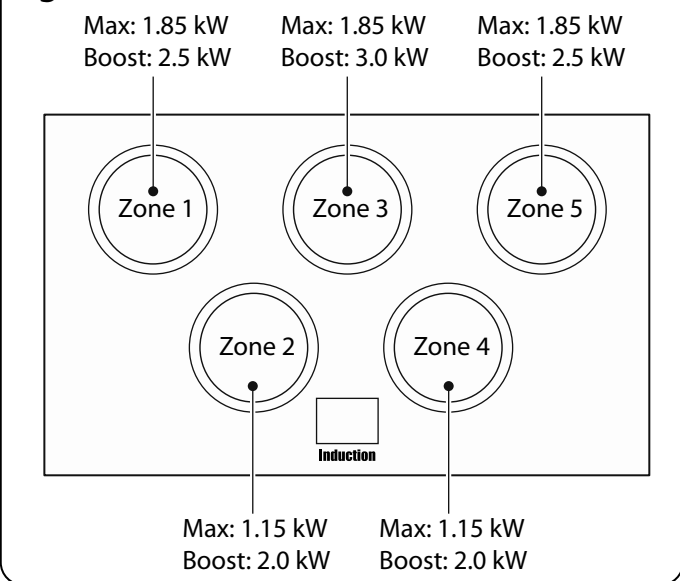 Max: 1.85 kW
Boost: 2.5 kW
Max: 1.85 kW
Boost: 3.0 kW
Max: 1.85 kW
Boost: 2.5 kW
Zone 1
Zone 3
Zone 5
Zone 2
Zone 4
Induction
Max: 1.15 kW
Boost: 2.0 kW
Max: 1.15 kW
Boost: 2.0 kW